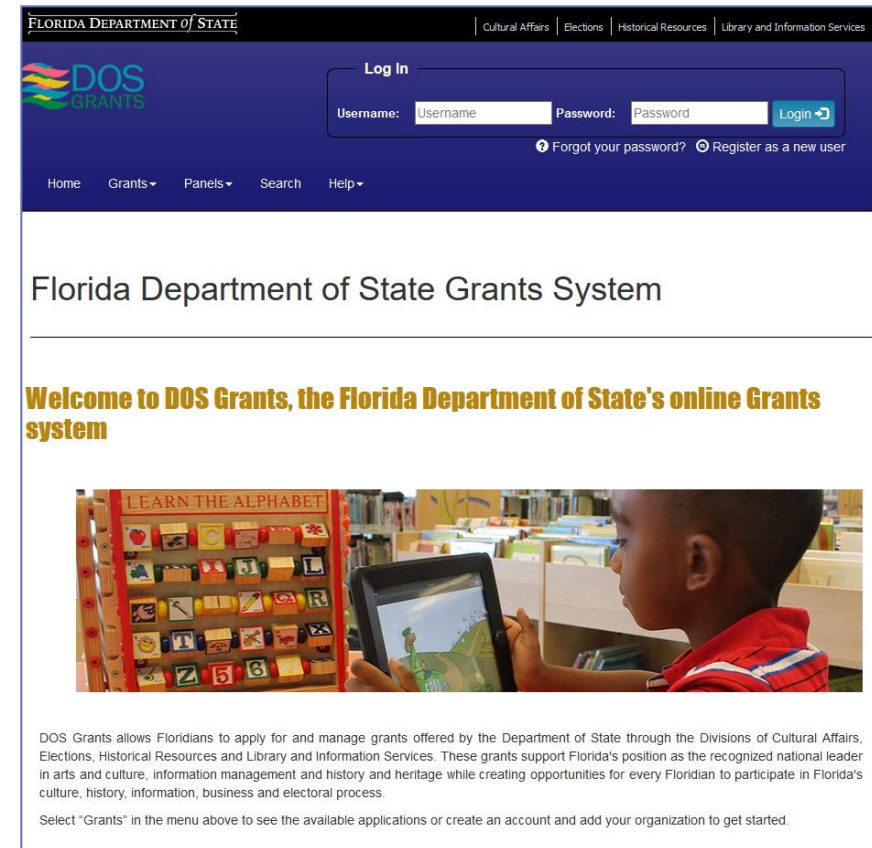 FLORIDA DEPARTMENT of STATE
Cultural Affairs | Elections | Historical Resources | Library and Information Services
DOS
GRANTS
Log In
Username: Username Password: Password Login
Forgot your password? Register as a new user
Home Grants Panels Search Help
Florida Department of State Grants System
Welcome to DOS Grants, the Florida Department of State's online Grants
system
LEARN THE ALPHABET
G
I J L
Q R
T X
Z 5 6 7
DOS Grants allows Floridians to apply for and manage grants offered by the Department of State through the Divisions of Cultural Affairs,
Elections, Historical Resources and Library and Information Services. These grants support Florida's position as the recognized national leader
in arts and culture, information management and history and heritage while creating opportunities for every Floridian to participate in Florida's
culture, history, information, business and electoral process.
Select “Grants” in the menu above to see the available applications or create an account and add your organization to get started.